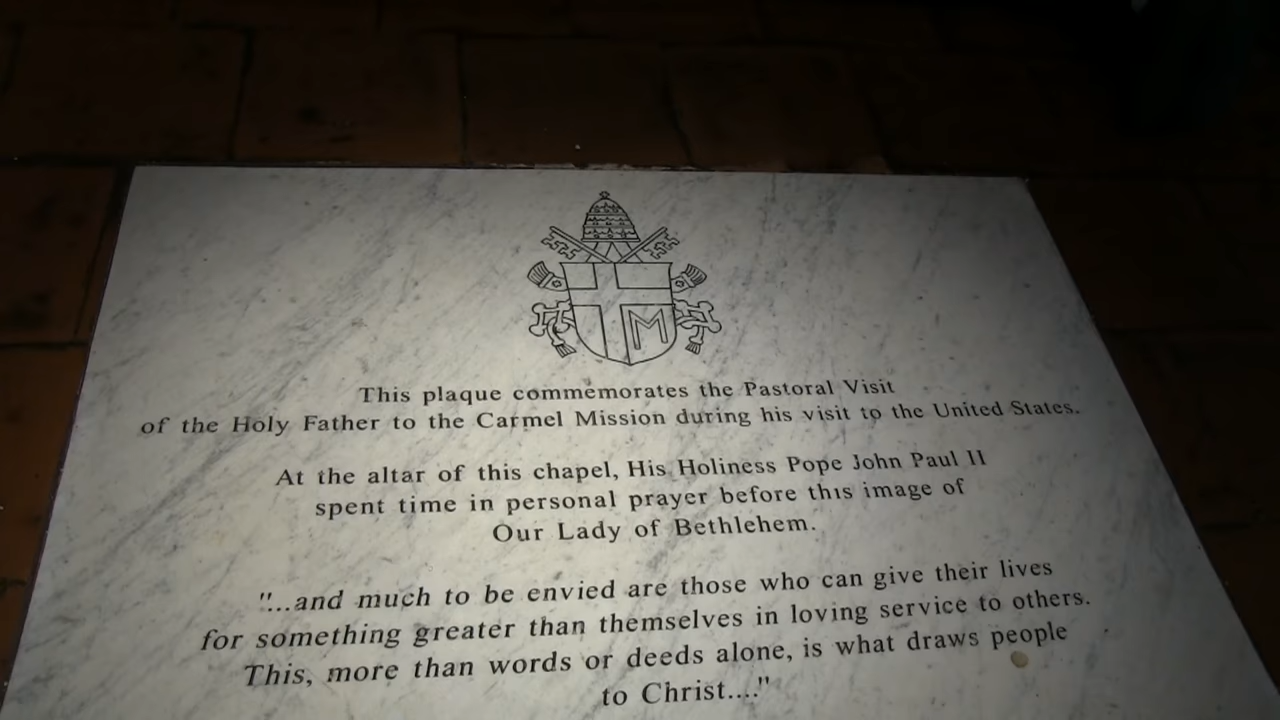 M
This plaque commemorates the Pastoral Visit
of the Holy Father to the Carmel Mission during his visit to the United States.
At the altar of this chapel, His Holiness Pope John Paul II
spent time in personal prayer before this image of
Our Lady of Bethlehem.
"...and much to be envied are those who can give their lives
for something greater than themselves in loving service to others.
This, more than words or deeds alone, is what draws people
to Christ...."